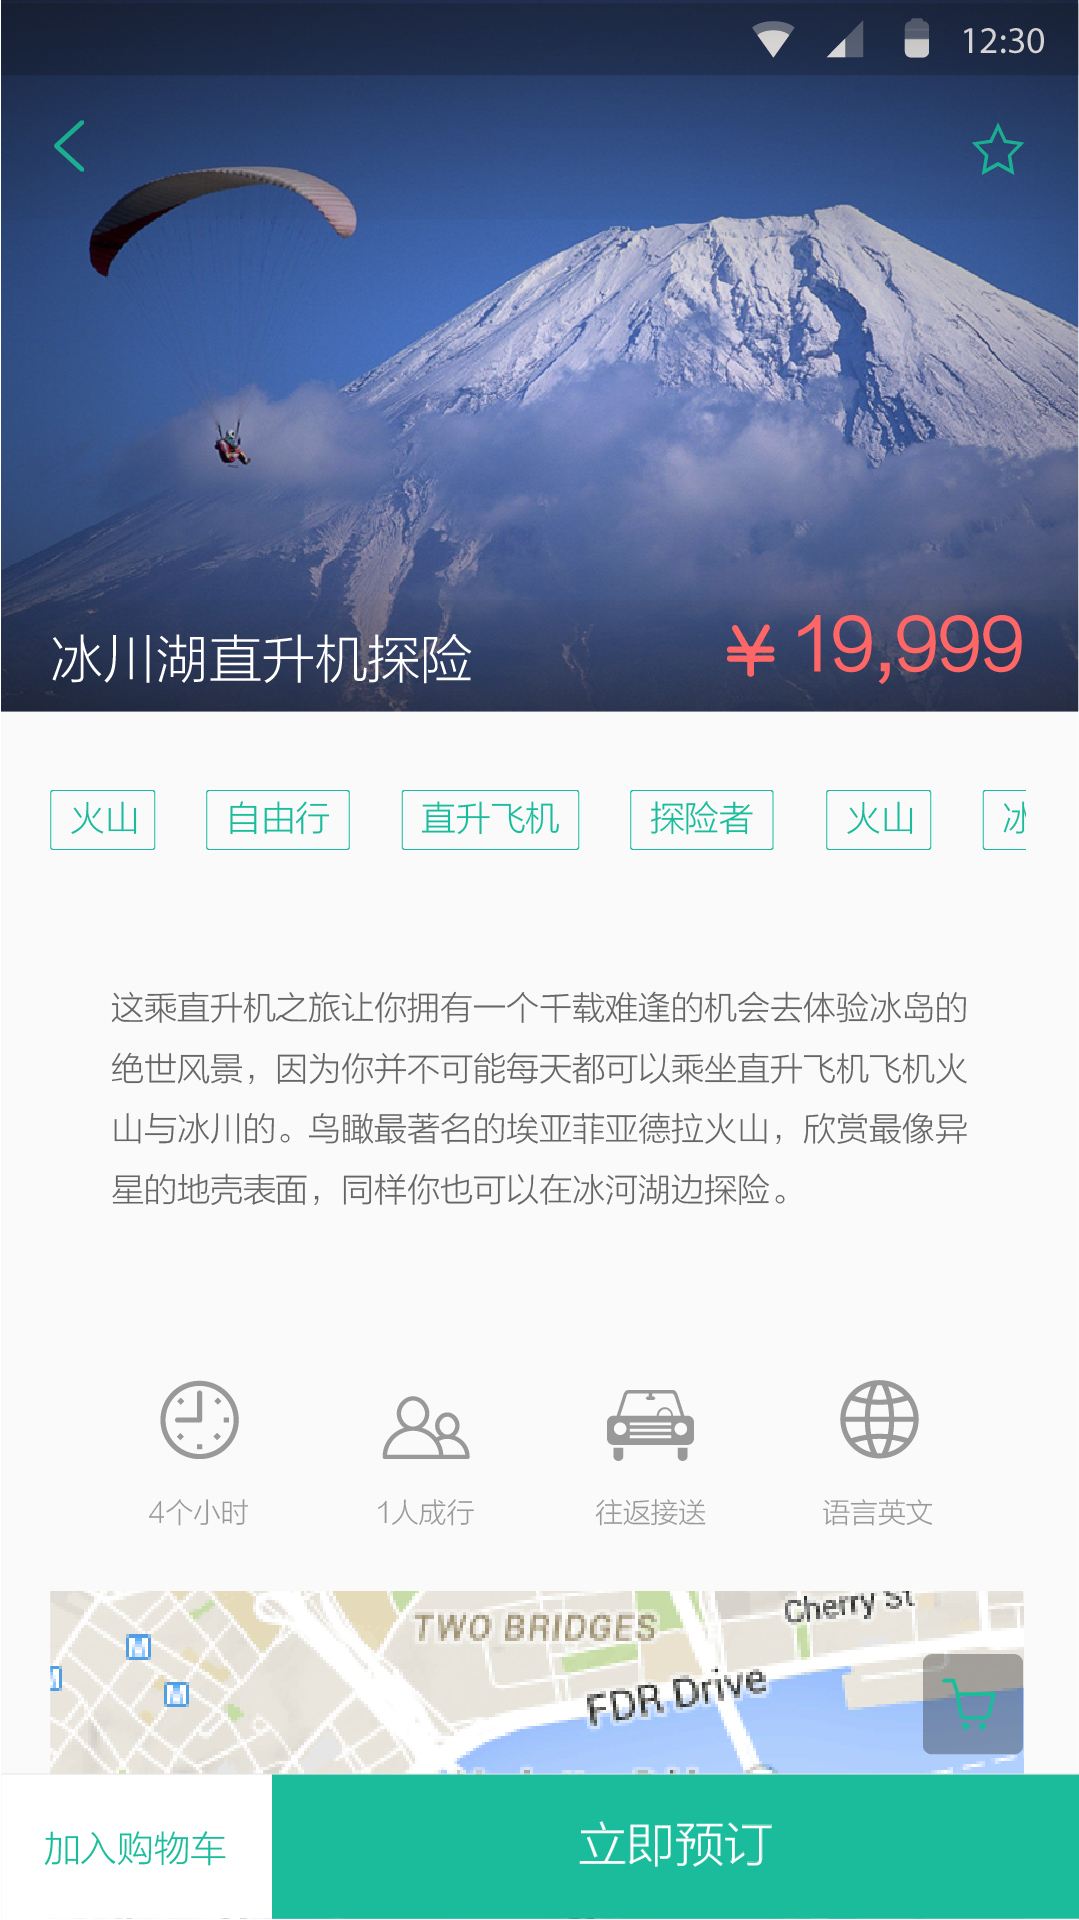 12:30
冰川湖直升机探险
¥ 19,999
火山 自由行 直升飞机 探险者 火山 冰
这乘直升机之旅让你拥有一个千载难逢的机会去体验冰岛的
绝世风景，因为你并不可能每天都可以乘坐直升飞机飞机火
山与冰川的。鸟瞰最著名的埃亚菲亚德拉火山，欣赏最像异
星的地壳表面，同样你也可以在冰河湖边探险。
4个小时 1人成行 往返接送 语言英文
Cherry St
TWO BRIDGES
FDR Drive
加入购物车 立即预订